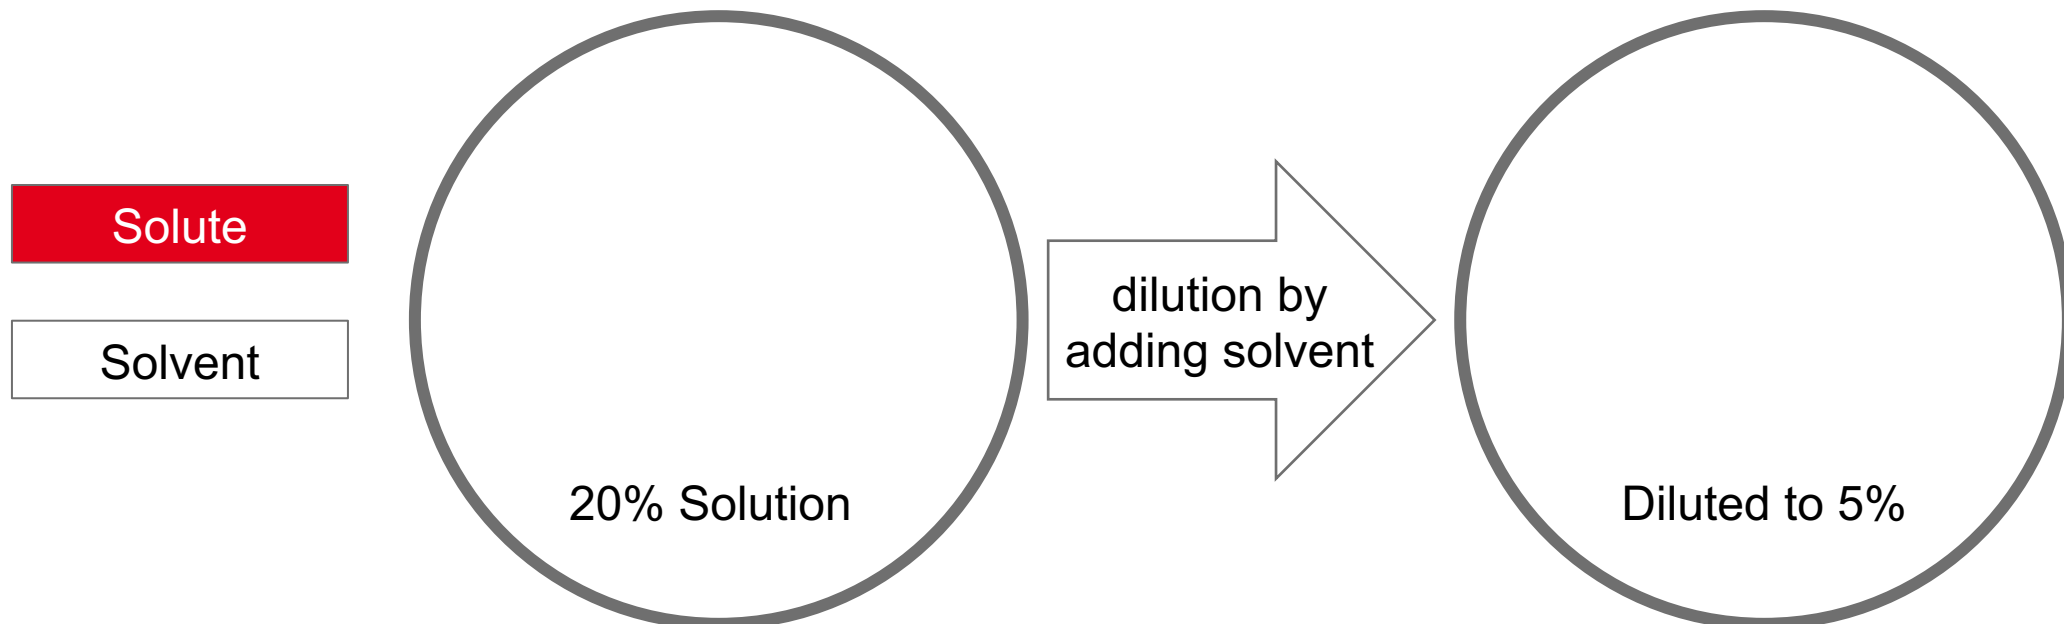 Solute
Solvent
20% Solution
dilution by
adding solvent
Diluted to 5%